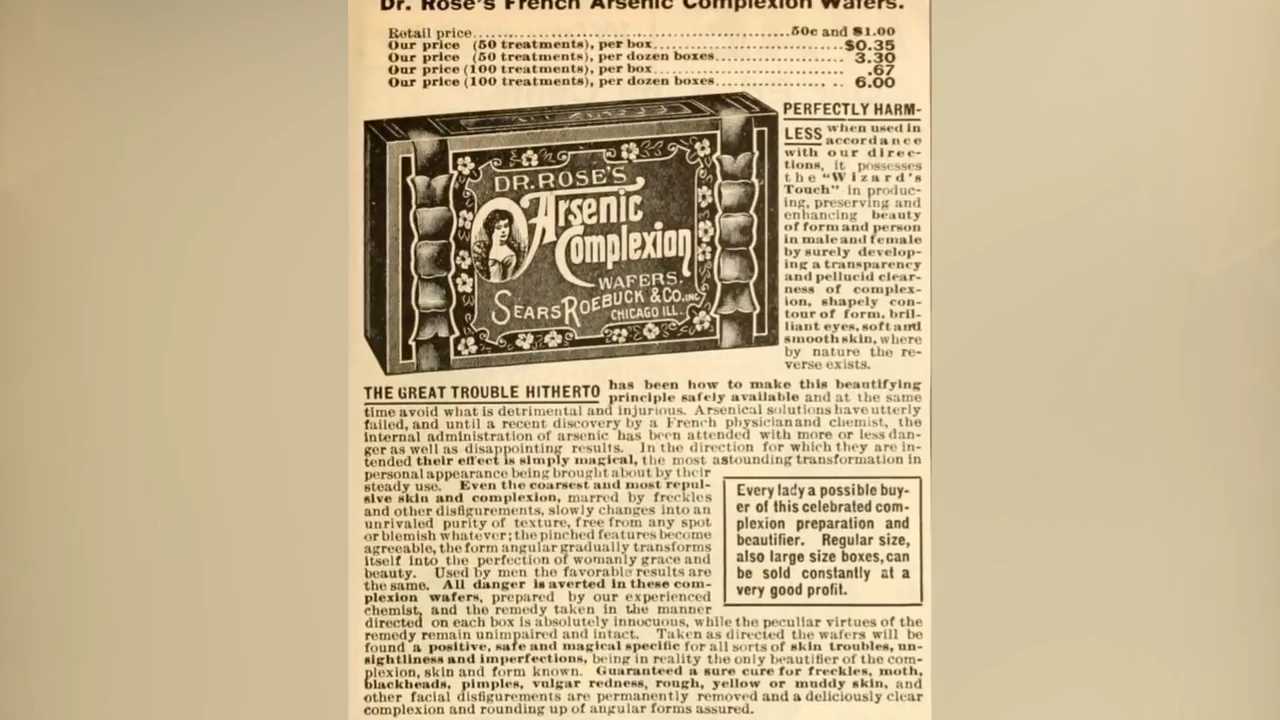 Dr. Rose's French Arsenic Complexion Wafers.
Retail price..............................................50c and $1.00
Our price (50 treatments), per box...........................$0.35
Our price (50 treatments), per dozen boxes................... 3.30
Our price (100 treatments), per box........................... .67
Our price (100 treatments), per dozen boxes.............. .. 6.00
DR. ROSE'S
Arsenic
Complexion
WAFERS.
SEARS ROEBUCK & CO. INC.
CHICAGO ILL.
PERFECTLY HARM-
LESS when used in
accordance
with our direc-
tions, it possesses
the "Wizard's
Touch" in produc-
ing, preserving and
enhancing beauty
of form and person
in male and female
by surely develop-
ing a transparency
and pellucid clear-
ness of complex-
ion, shapely con-
tour of form, bril-
liant eyes, soft and
smooth skin, where
by nature the re-
verse exists.
THE GREAT TROUBLE HITHERTO has been how to make this beautifying
principle safely available and at the same
time avoid what is detrimental and injurious. Arsenical solutions have utterly
failed, and until a recent discovery by a French physician and chemist, the
internal administration of arsenic has been attended with more or less dan-
ger as well as disappointing results. In the direction for which they are in-
tended their effect is simply magical, the most astounding transformation in
personal appearance being brought about by their
steady use. Even the coarsest and most repul-
sive skin and complexion, marred by freckles
and other disfigurements, slowly changes into an
unrivaled purity of texture, free from any spot
or blemish whatever; the pinched features become
agreeable, the form angular gradually transforms
itself into the perfection of womanly grace and
beauty. Used by men the favorable results are
the same. All danger is averted in these com-
plexion wafers, prepared by our experienced
chemist, and the remedy taken in the manner
directed on each box is absolutely innocuous, while the peculiar virtues of the
remedy remain unimpaired and intact. Taken as directed the wafers will be
found a positive, safe and magical specific for all sorts of skin troubles, un-
sightliness and imperfections, being in reality the only beautifier of the com-
plexion, skin and form known. Guaranteed a sure cure for freckles, moth,
blackheads, pimples, vulgar redness, rough, yellow or muddy skin, and
other facial disfigurements are permanently removed and a deliciously clear
complexion and rounding up of angular forms assured.
Every lady a possible buy-
er of this celebrated com-
plexion preparation and
beautifier. Regular size,
also large size boxes, can
be sold constantly at a
very good profit.